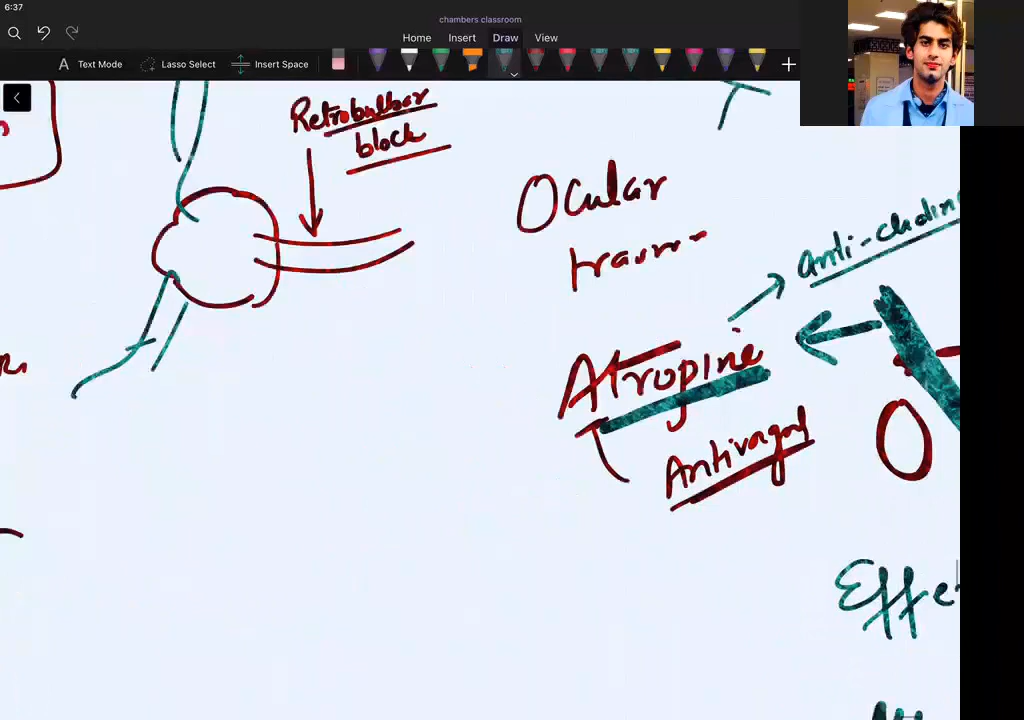 6:37
chambers classroom
Home Insert Draw View
Text Mode Lasso Select Insert Space
Retrobulbar
block
Ocular
traum
Anti-cholin
Atropine
Antivagal
Effe